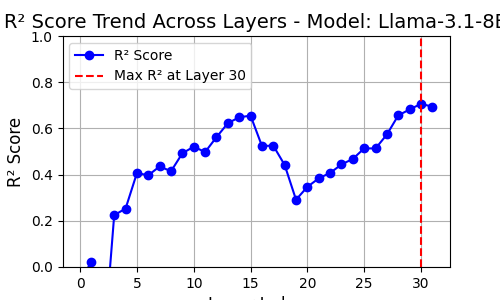 R² Score Trend Across Layers - Model: Llama-3.1-8B
R² Score
Max R² at Layer 30
R² Score
1.0
0.8
0.6
0.4
0.2
0.0
0 5 10 15 20 25 30